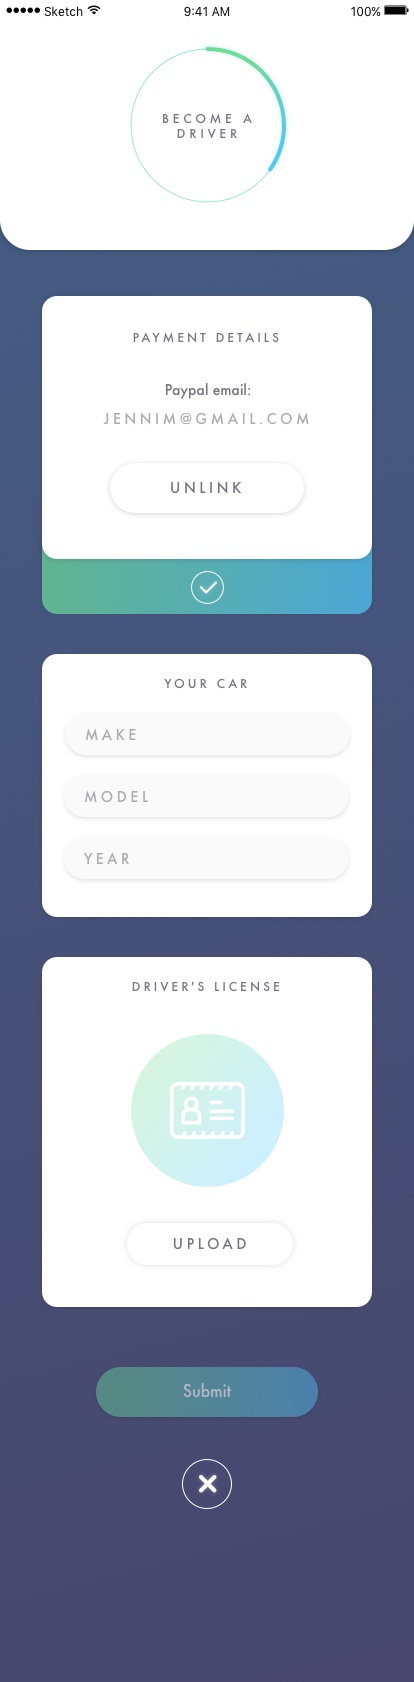 Sketch 9:41 AM 100%
BECOME A
DRIVER
PAYMENT DETAILS
Paypal email:
JENNIM@GMAIL.COM
UNLINK
YOUR CAR
MAKE
MODEL
YEAR
DRIVER'S LICENSE
UPLOAD
Submit